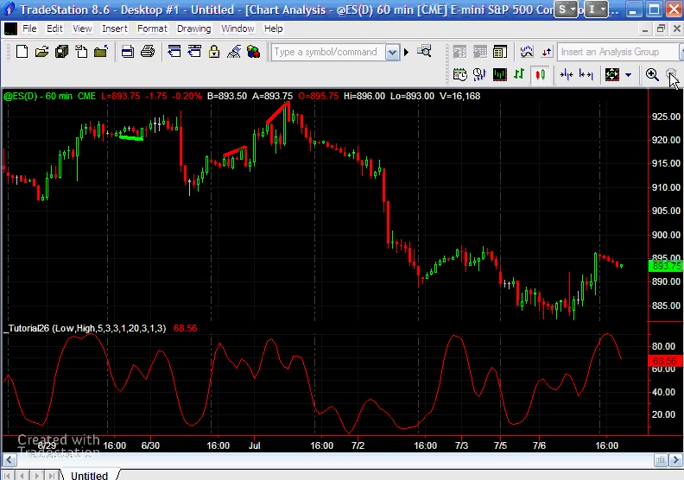 TradeStation 8.6 - Desktop #1 - Untitled - [Chart Analysis - @ES(D) 60 min [CME] E-mini S&P 500 Con
S
I
File Edit View Insert Format Drawing Window Help
Type a symbol/command
Insert an Analysis Group
@ES(D) - 60 min CME L=893.75 -1.75 -0.20% B=893.50 A=893.75 O=895.75 Hi=896.00 Lo=893.00 V=16,168
925.00
920.00
915.00
910.00
905.00
900.00
895.00
893.75
890.00
885.00
_Tutorial26 (Low,High,5,3,3,1,20,3,1,3) 68.56
80.00
68.56
60.00
40.00
20.00
Created with
Tradestation
6/29 16:00 6/30 16:00 Jul 16:00 7/2 16:00 7/3 7/5 7/6 16:00
Untitled